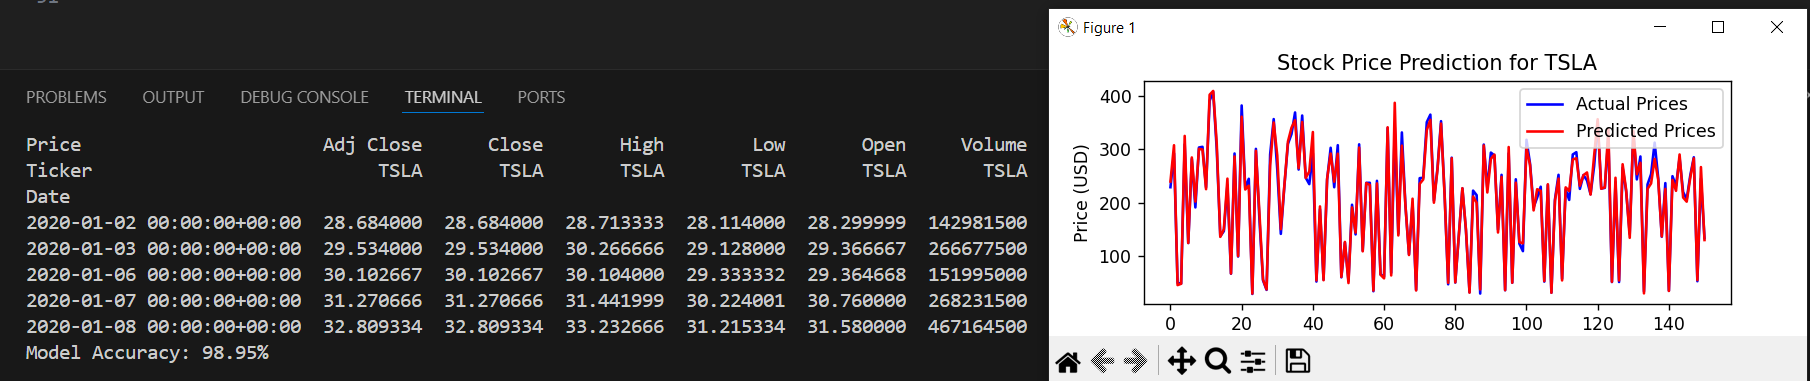 PROBLEMS OUTPUT DEBUG CONSOLE TERMINAL PORTS
Price Adj Close Close High Low Open Volume
Ticker TSLA TSLA TSLA TSLA TSLA TSLA
Date
2020-01-02 00:00:00+00:00 28.684000 28.684000 28.713333 28.114000 28.299999 142981500
2020-01-03 00:00:00+00:00 29.534000 29.534000 30.266666 29.128000 29.366667 266677500
2020-01-06 00:00:00+00:00 30.102667 30.102667 30.104000 29.333332 29.364668 151995000
2020-01-07 00:00:00+00:00 31.270666 31.270666 31.441999 30.224001 30.760000 268231500
2020-01-08 00:00:00+00:00 32.809334 32.809334 33.232666 31.215334 31.580000 467164500
Model Accuracy: 98.95%
Figure 1
Stock Price Prediction for TSLA
Actual Prices
Predicted Prices
Price (USD)
400
300
200
100
0 20 40 60 80 100 120 140